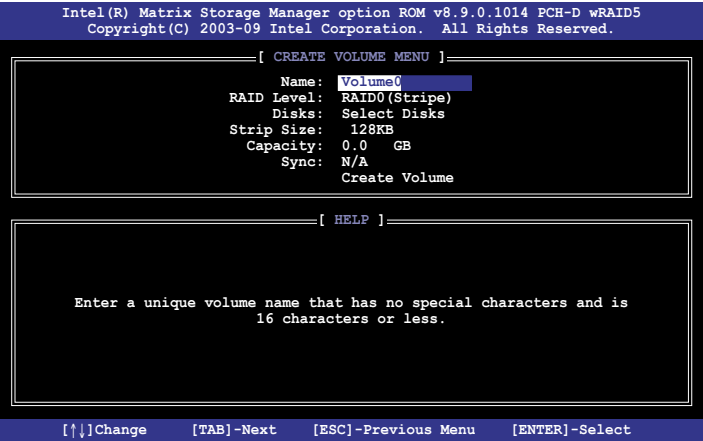 Intel(R) Matrix Storage Manager option ROM v8.9.0.1014 PCH-D wRAID5
Copyright(C) 2003-09 Intel Corporation. All Rights Reserved.
[ CREATE VOLUME MENU ]
Name: Volume0
RAID Level: RAID0(Stripe)
Disks: Select Disks
Strip Size: 128KB
Capacity: 0.0 GB
Sync: N/A
Create Volume
[ HELP ]
Enter a unique volume name that has no special characters and is
16 characters or less.
[↑↓]Change [TAB]-Next [ESC]-Previous Menu [ENTER]-Select